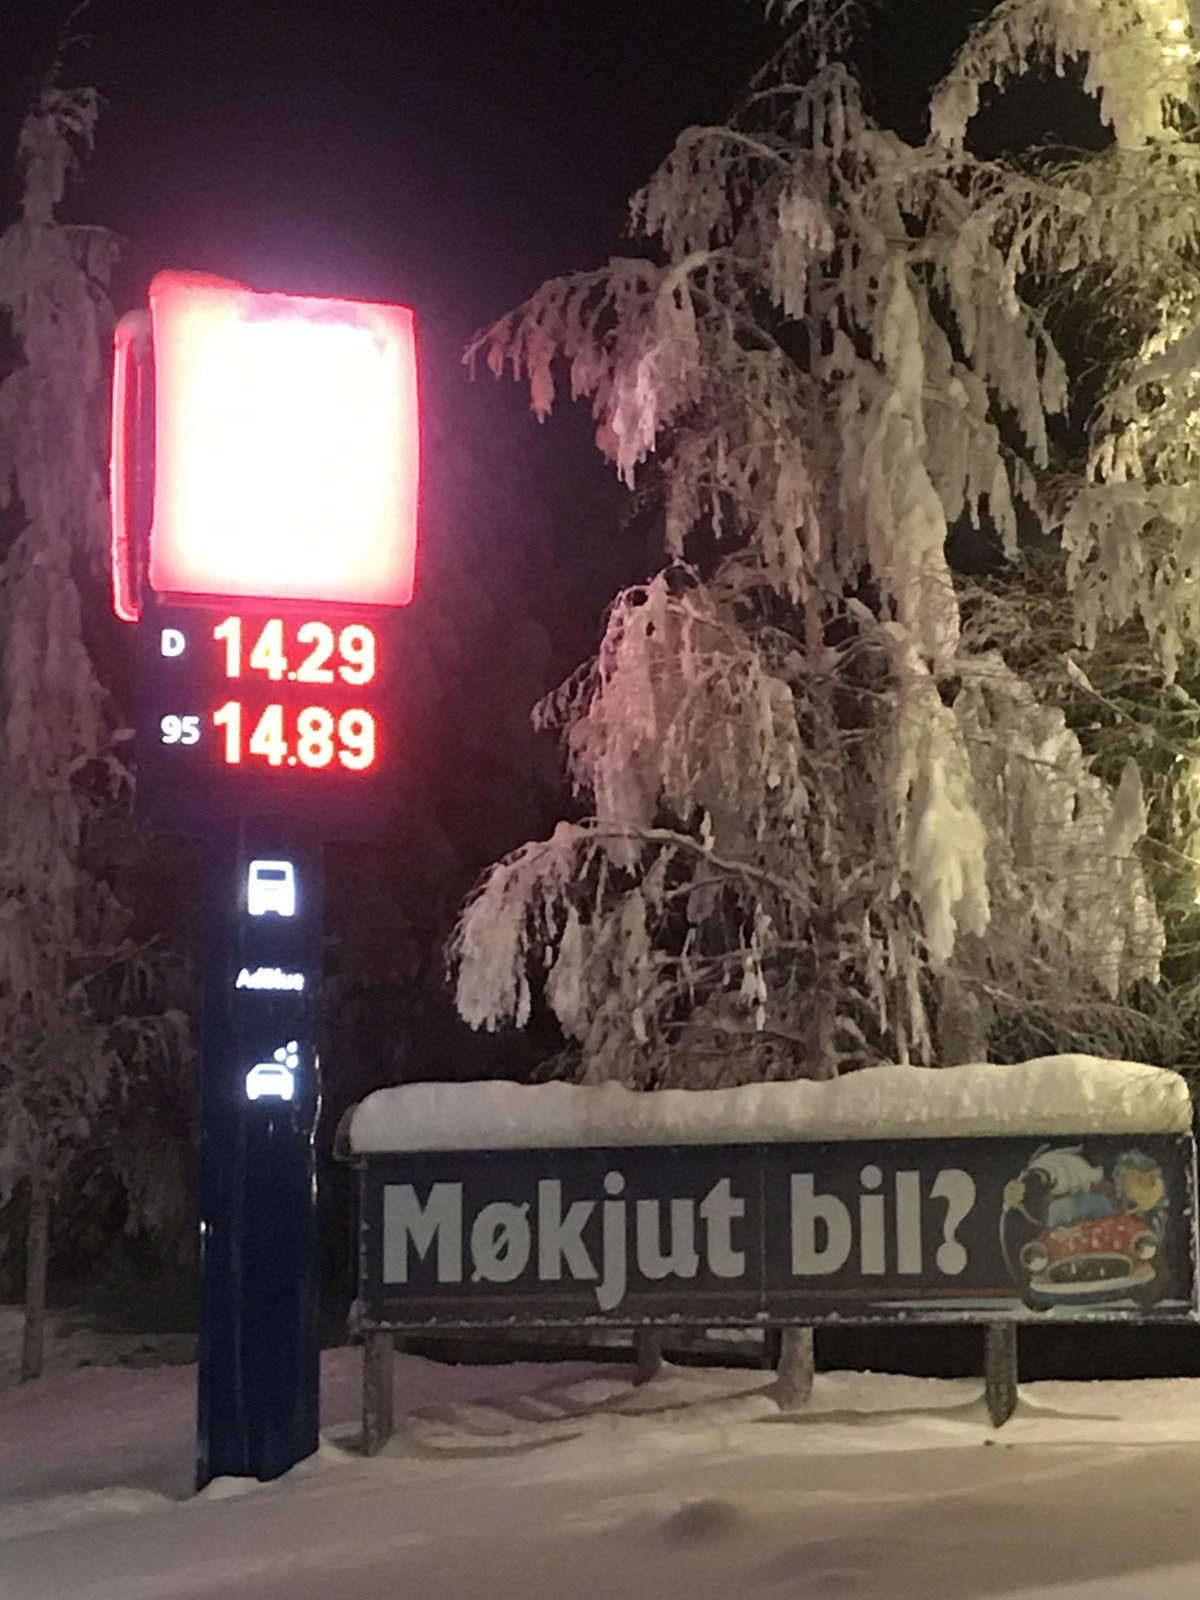 D 14.29
95 14.89
AdBlue
Møkjut bil?